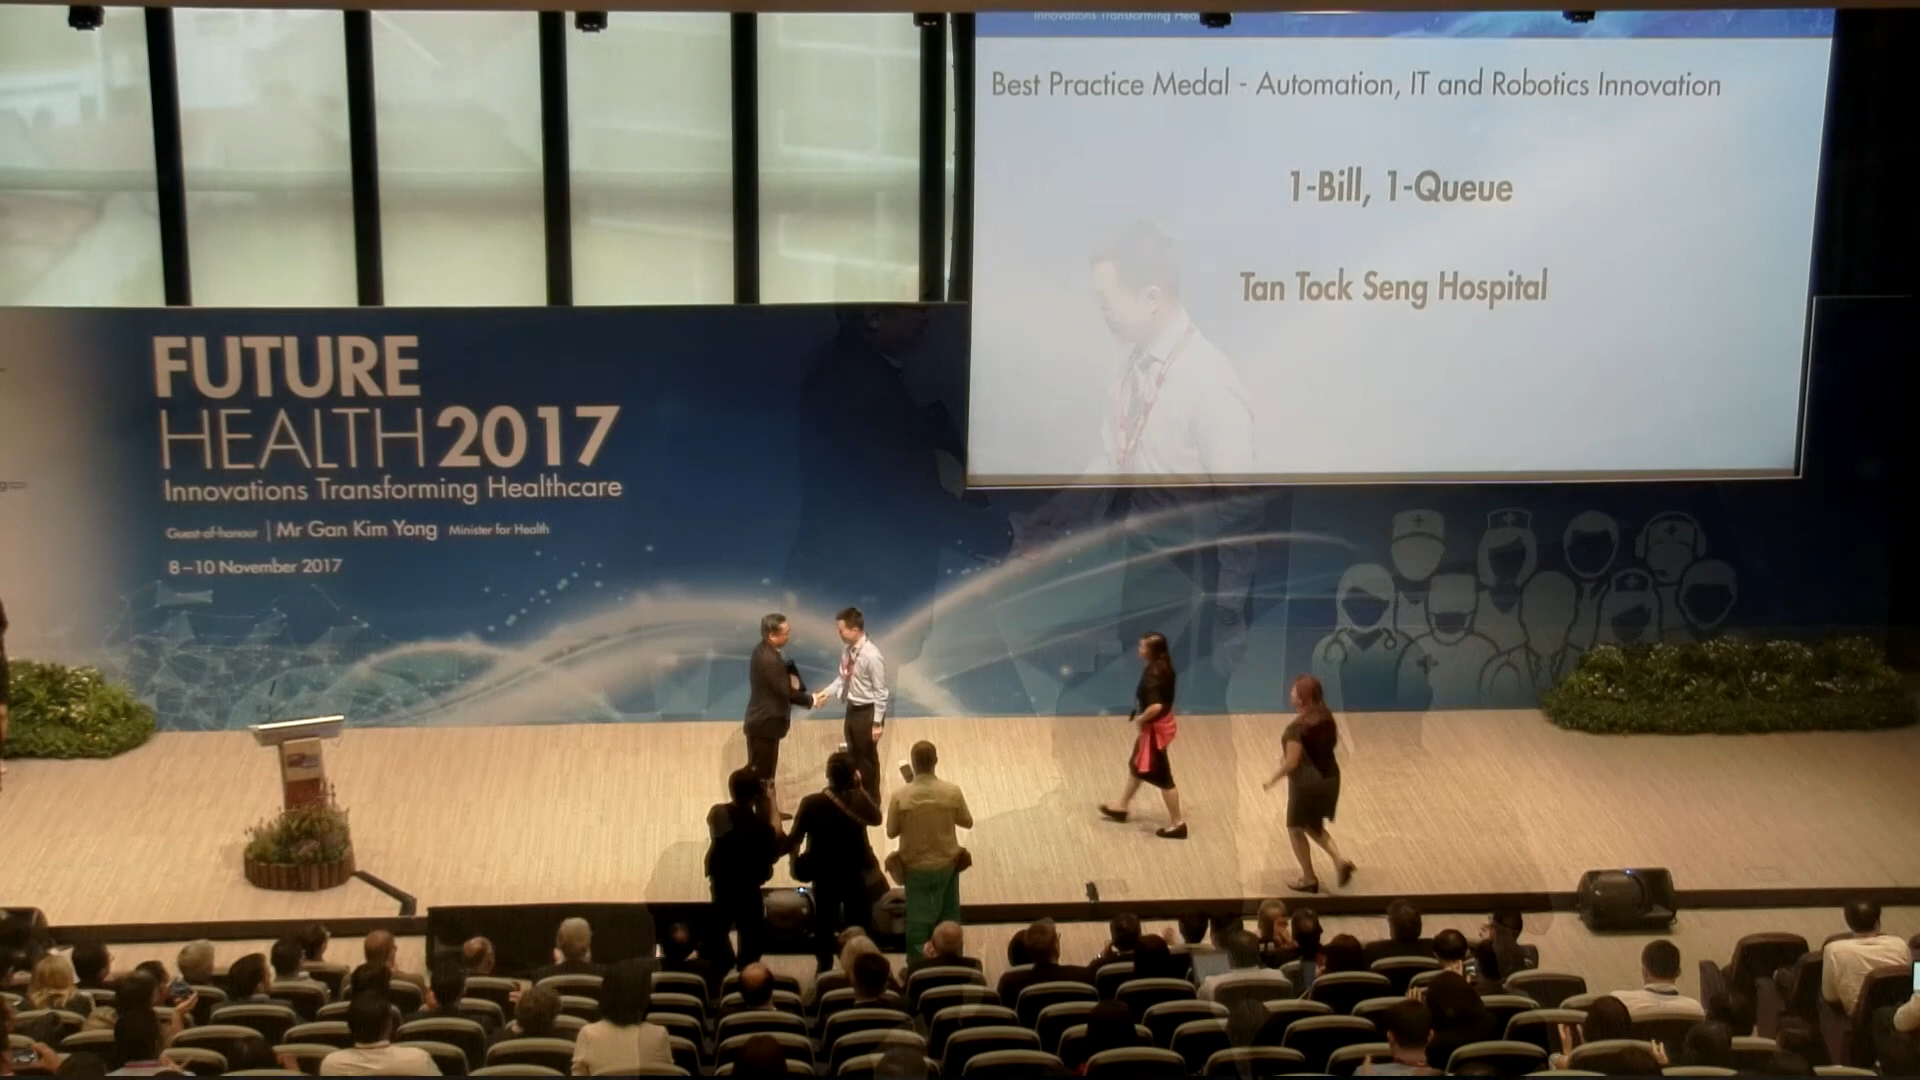 FUTURE
HEALTH 2017
Innovations Transforming Healthcare
Guest-of-honour | Mr Gan Kim Yong Minister for Health
8–10 November 2017
Innovations Transforming
Best Practice Medal - Automation, IT and Robotics Innovation
1-Bill, 1-Queue
Tan Tock Seng Hospital